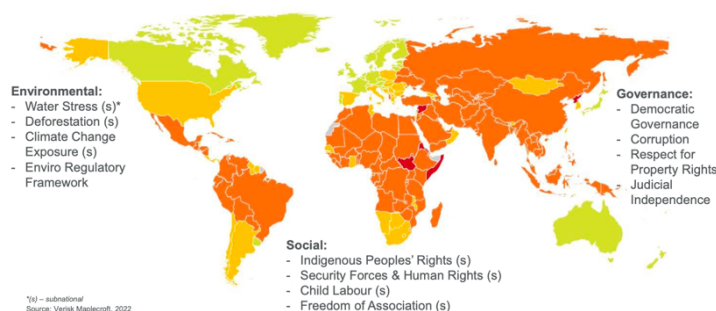 Environmental:
- Water Stress (s)*
- Deforestation (s)
- Climate Change
Exposure (s)
- Enviro Regulatory
Framework
Governance:
- Democratic
Governance
- Corruption
- Respect for
Property Rights
- Judicial
Independence
Social:
- Indigenous Peoples' Rights (s)
- Security Forces & Human Rights (s)
- Child Labour (s)
- Freedom of Association (s)
*(s) – subnational
Source: Verisk Maplecroft, 2022